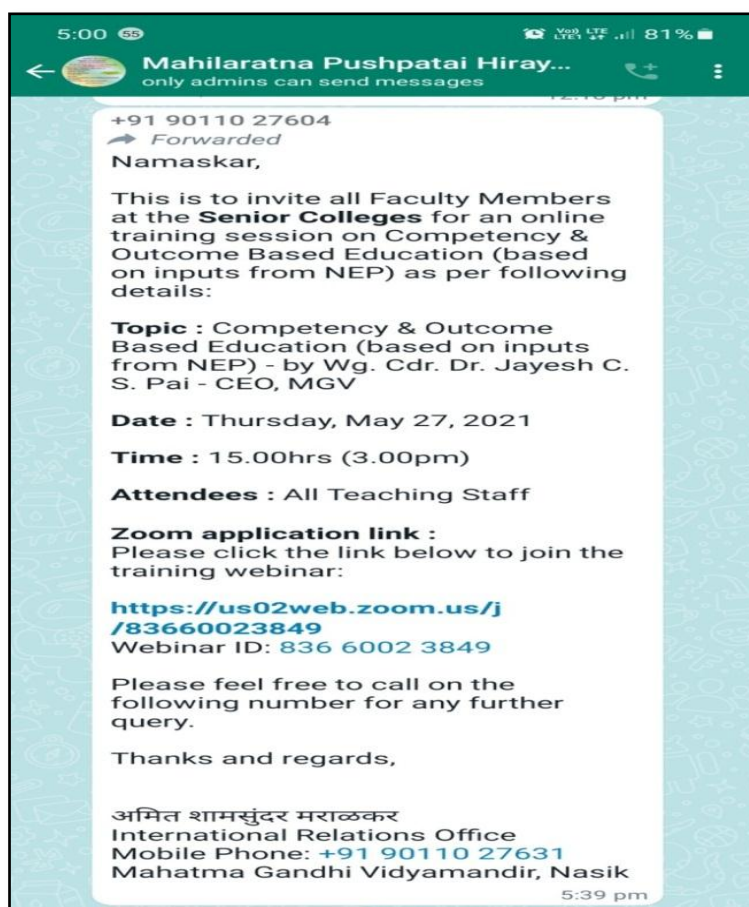 5:00 55 Vo)) LTE LTE1 81%
Mahilaratna Pushpatai Hiray...
only admins can send messages
+91 90110 27604
Forwarded
Namaskar,
This is to invite all Faculty Members
at the Senior Colleges for an online
training session on Competency &
Outcome Based Education (based
on inputs from NEP) as per following
details:
Topic : Competency & Outcome
Based Education (based on inputs
from NEP) - by Wg. Cdr. Dr. Jayesh C.
S. Pai - CEO, MGV
Date : Thursday, May 27, 2021
Time : 15.00hrs (3.00pm)
Attendees : All Teaching Staff
Zoom application link :
Please click the link below to join the
training webinar:
https://us02web.zoom.us/j
/83660023849
Webinar ID: 836 6002 3849
Please feel free to call on the
following number for any further
query.
Thanks and regards,
अमित शामसुंदर मराळकर
International Relations Office
Mobile Phone: +91 90110 27631
Mahatma Gandhi Vidyamandir, Nasik
5:39 pm